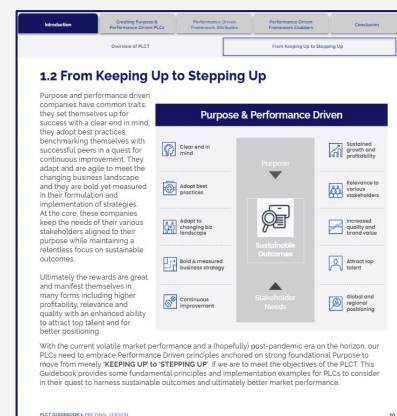 Introduction
Creating Purpose &
Performance Driven PLCs
Performance Driven
Framework Attributes
Performance Driven
Framework Enablers
Conclusion
Overview of PLCT
From Keeping Up to Stepping Up
1.2 From Keeping Up to Stepping Up
Purpose and performance driven
companies have common traits;
they set themselves up for
success with a clear end in mind,
they adopt best practices,
benchmarking themselves with
successful peers in a quest for
continuous improvement. They
adapt and are agile to meet the
changing business landscape
and they are bold yet measured
in their formulation and
implementation of strategies.
At the core, these companies
keep the needs of their various
stakeholders aligned to their
purpose while maintaining a
relentless focus on sustainable
outcomes.
Ultimately the rewards are great
and manifest themselves in
many forms including higher
profitability, relevance and
quality with an enhanced ability
to attract top talent and for
better positioning.
Purpose & Performance Driven
Clear end in
mind
Adopt best
practices
Adapt to
changing biz
landscape
Bold & measured
business strategy
Continuous
improvement
Purpose
Sustainable
Outcomes
Stakeholder
Needs
Sustained
growth and
profitability
Relevance to
various
stakeholders
Increased
quality and
brand value
Attract top
talent
Global and
regional
positioning
With the current volatile market performance and a (hopefully) post-pandemic era on the horizon, our
PLCs need to embrace Performance Driven principles anchored on strong foundational Purpose to
move from merely 'KEEPING UP' to 'STEPPING UP' if we are to meet the objectives of the PLCT. This
Guidebook provides some fundamental principles and implementation examples for PLCs to consider
in their quest to harness sustainable outcomes and ultimately better market performance.
PLCT GUIDEBOOK 1: PRE FINAL VERSION